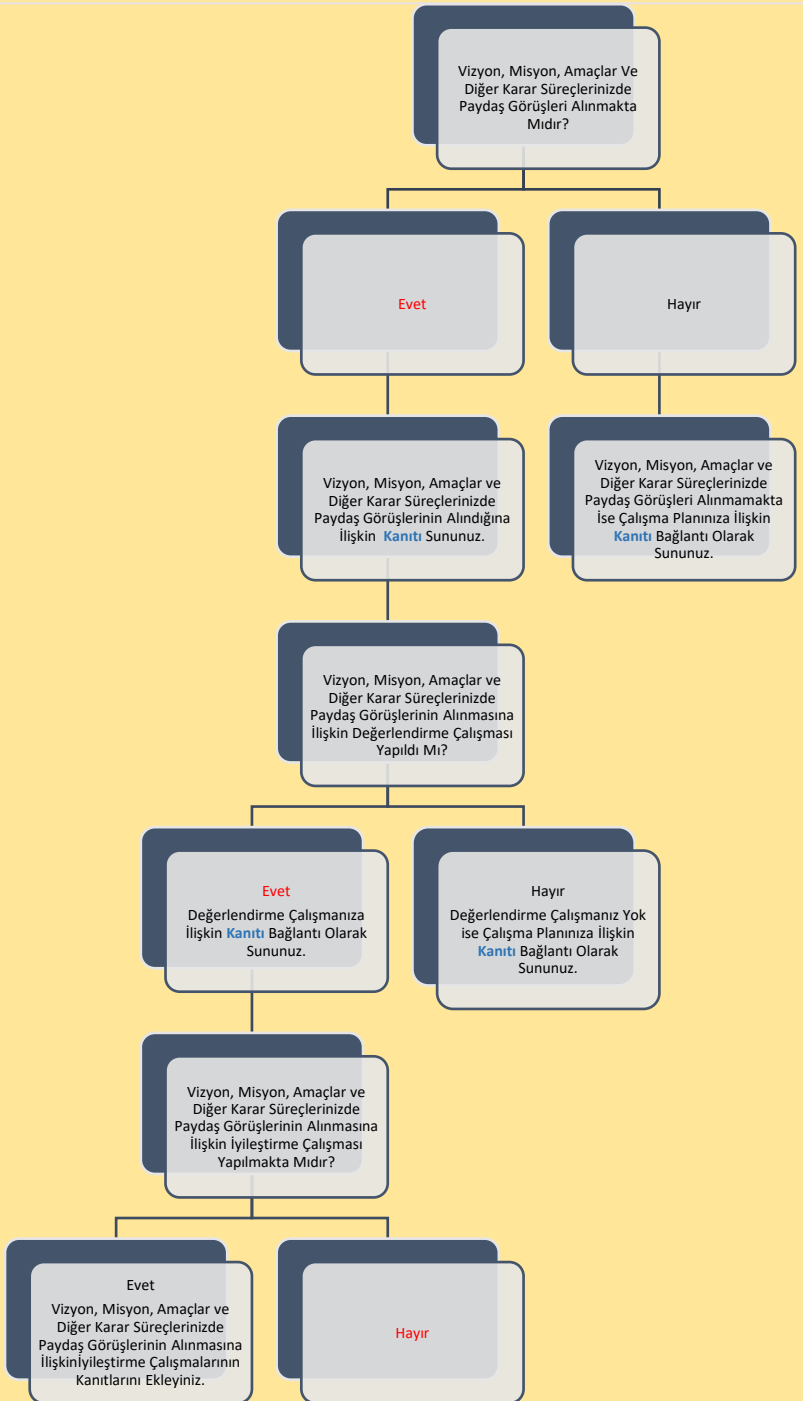 Vizyon, Misyon, Amaçlar Ve
Diğer Karar Süreçlerinizde
Paydaş Görüşleri Alınmakta
Mıdır?
Evet
Hayır
Vizyon, Misyon, Amaçlar ve
Diğer Karar Süreçlerinizde
Paydaş Görüşlerinin Alındığına
İlişkin Kanıtı Sununuz.
Vizyon, Misyon, Amaçlar ve
Diğer Karar Süreçlerinizde
Paydaş Görüşleri Alınmamakta
İse Çalışma Planınıza İlişkin
Kanıtı Bağlantı Olarak
Sununuz.
Vizyon, Misyon, Amaçlar ve
Diğer Karar Süreçlerinizde
Paydaş Görüşlerinin Alınmasına
İlişkin Değerlendirme Çalışması
Yapıldı Mı?
Evet
Değerlendirme Çalışmanıza
İlişkin Kanıtı Bağlantı Olarak
Sununuz.
Hayır
Değerlendirme Çalışmanız Yok
ise Çalışma Planınıza İlişkin
Kanıtı Bağlantı Olarak
Sununuz.
Vizyon, Misyon, Amaçlar ve
Diğer Karar Süreçlerinizde
Paydaş Görüşlerinin Alınmasına
İlişkin İyileştirme Çalışması
Yapılmakta Mıdır?
Evet
Vizyon, Misyon, Amaçlar ve
Diğer Karar Süreçlerinizde
Paydaş Görüşlerinin Alınmasına
İlişkinİyileştirme Çalışmalarının
Kanıtlarını Ekleyiniz.
Hayır